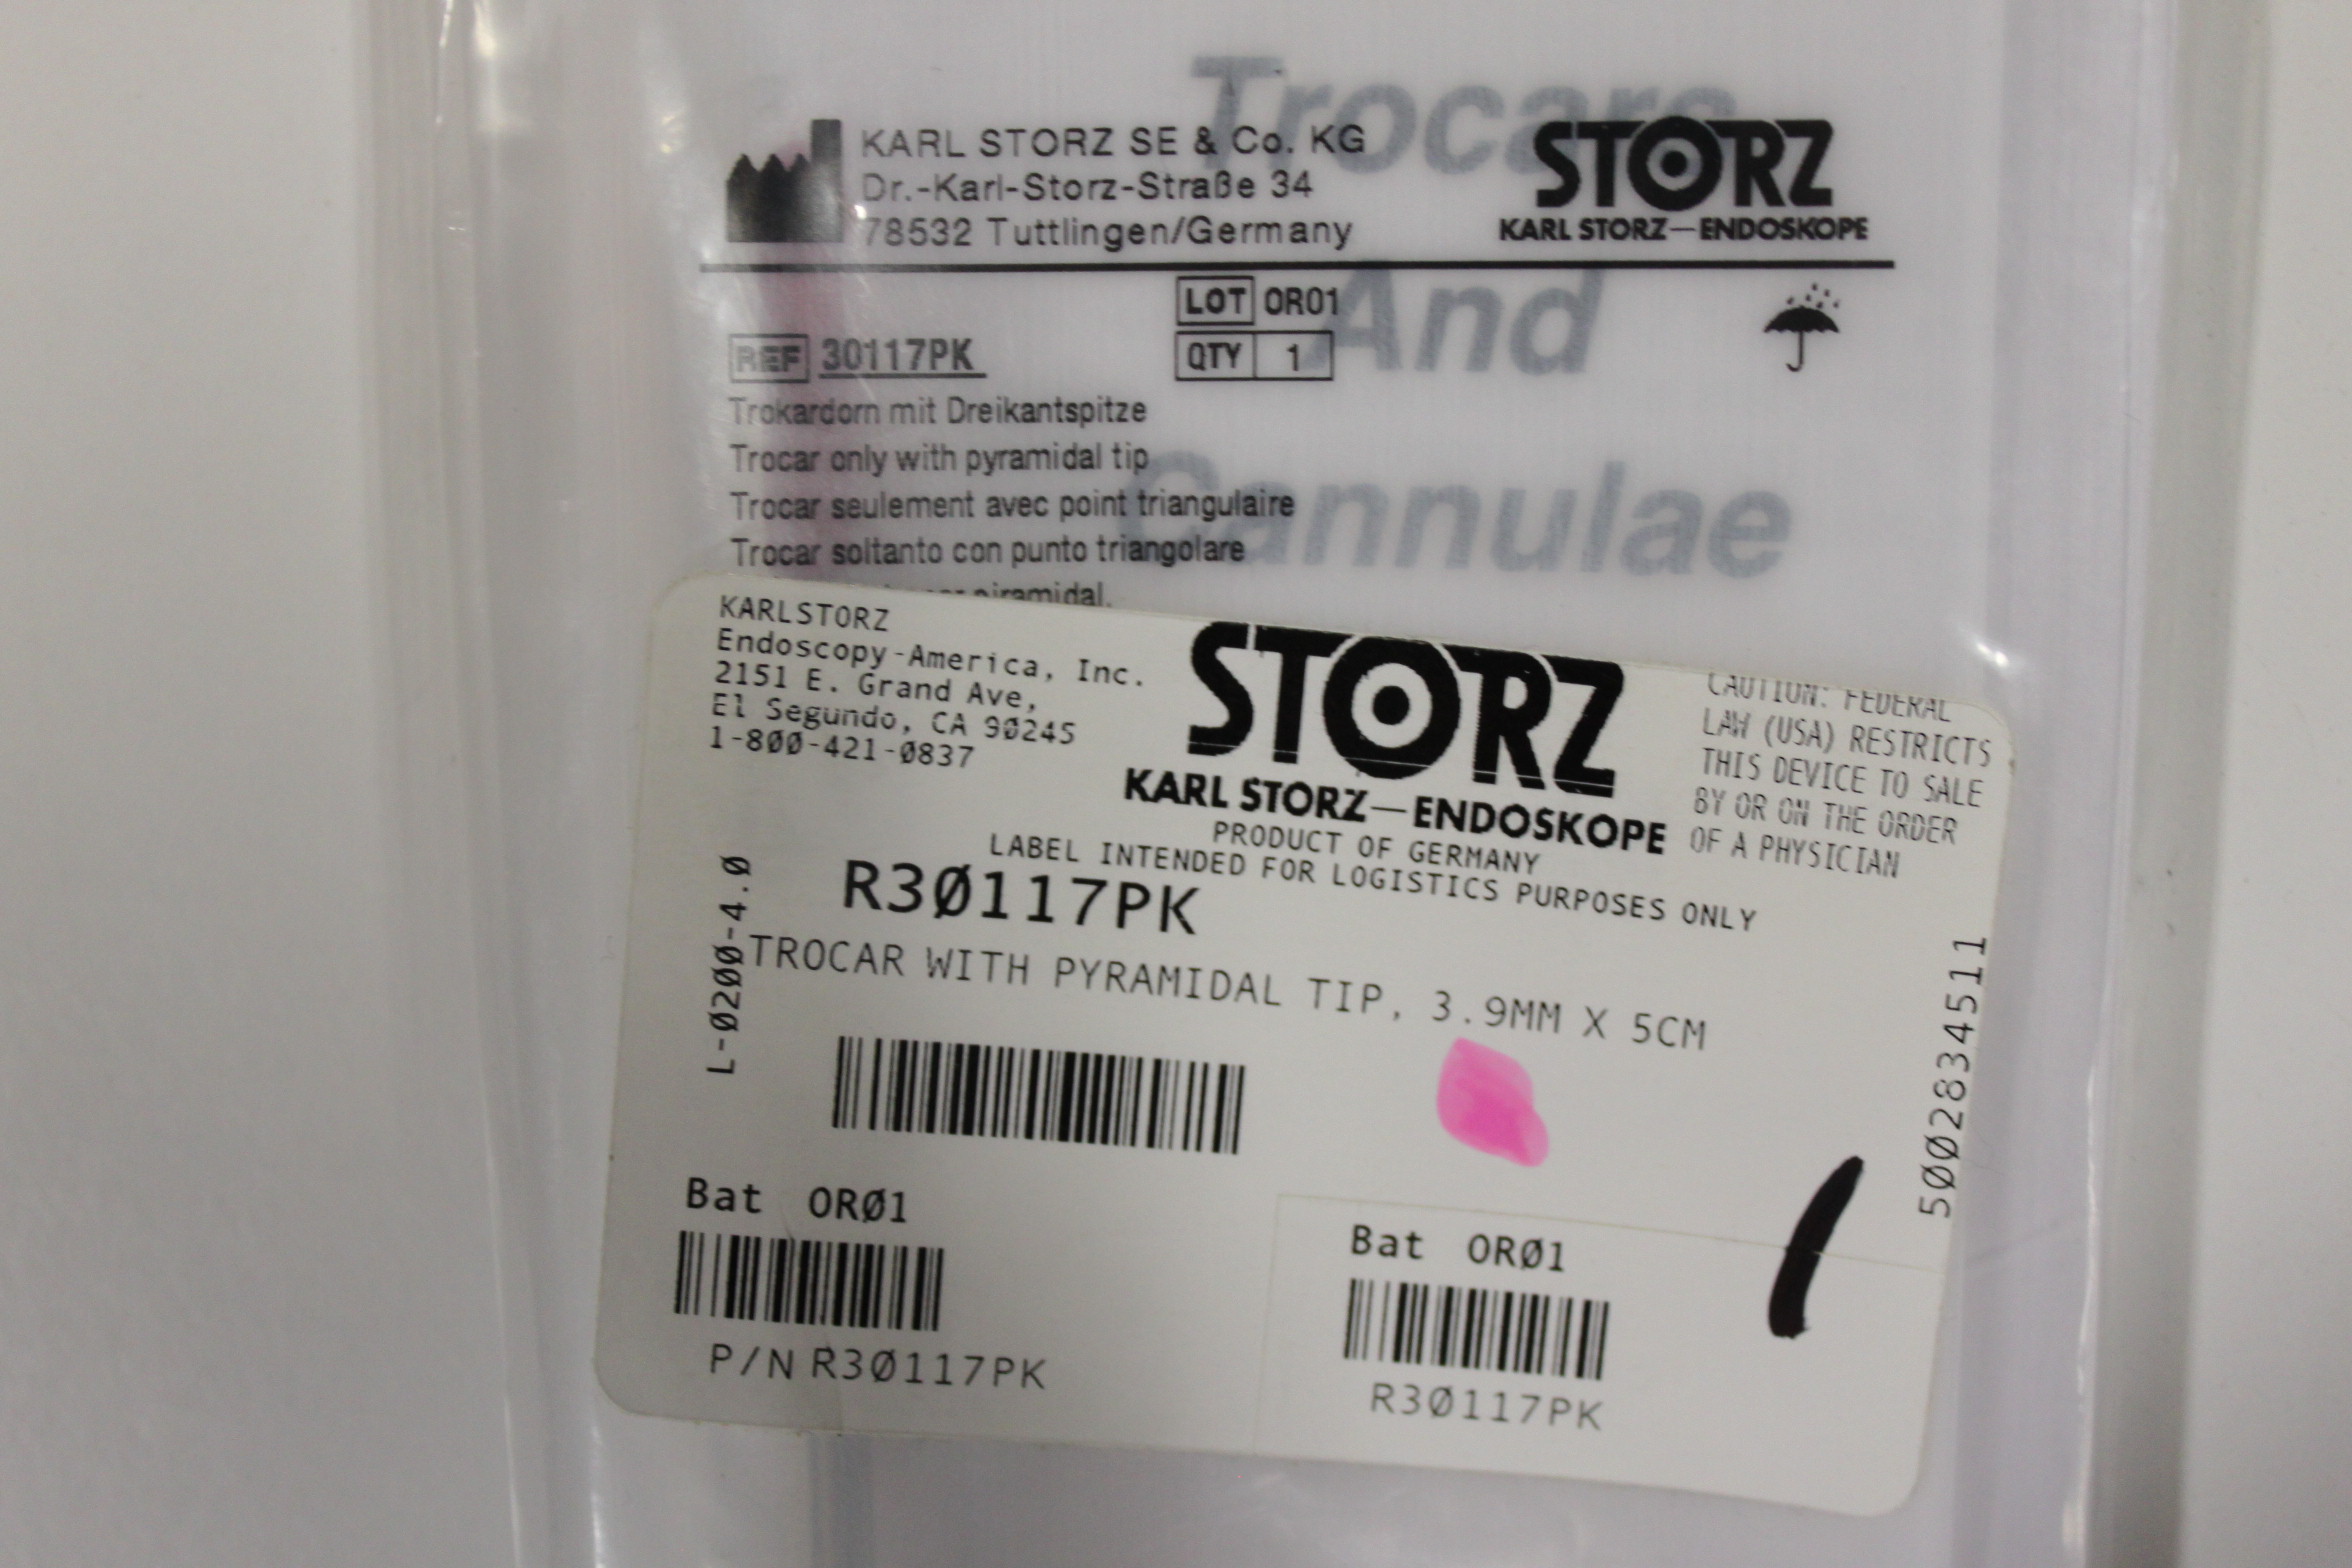 Trocars
And
Cannulae
KARL STORZ SE & Co. KG
Dr.-Karl-Storz-Straße 34
78532 Tuttlingen/Germany
STORZ
KARL STORZ—ENDOSKOPE
LOT OR01
REF 30117PK
QTY 1
Trokardorn mit Dreikantspitze
Trocar only with pyramidal tip
Trocar seulement avec point triangulaire
Trocar soltanto con punto triangolare
piramidal.
KARLSTORZ
Endoscopy-America, Inc.
2151 E. Grand Ave,
El Segundo, CA 90245
1-800-421-0837
STORZ
KARL STORZ—ENDOSKOPE
CAUTION: FEDERAL
LAW (USA) RESTRICTS
THIS DEVICE TO SALE
BY OR ON THE ORDER
OF A PHYSICIAN
PRODUCT OF GERMANY
LABEL INTENDED FOR LOGISTICS PURPOSES ONLY
R30117PK
TROCAR WITH PYRAMIDAL TIP, 3.9MM X 5CM
L-0200-4.0
5002834511
Bat OR01
P/N R30117PK
Bat OR01
R30117PK